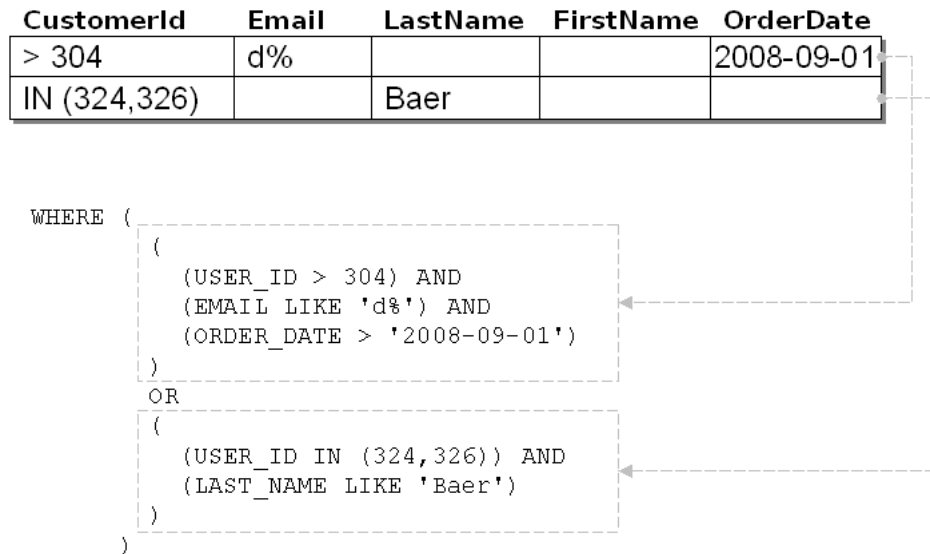 CustomerId Email LastName FirstName OrderDate
> 304 d% 2008-09-01
IN (324,326) Baer
WHERE (
(
(USER_ID > 304) AND
(EMAIL LIKE 'd%') AND
(ORDER_DATE > '2008-09-01')
)
OR
(
(USER_ID IN (324,326)) AND
(LAST_NAME LIKE 'Baer')
)
)